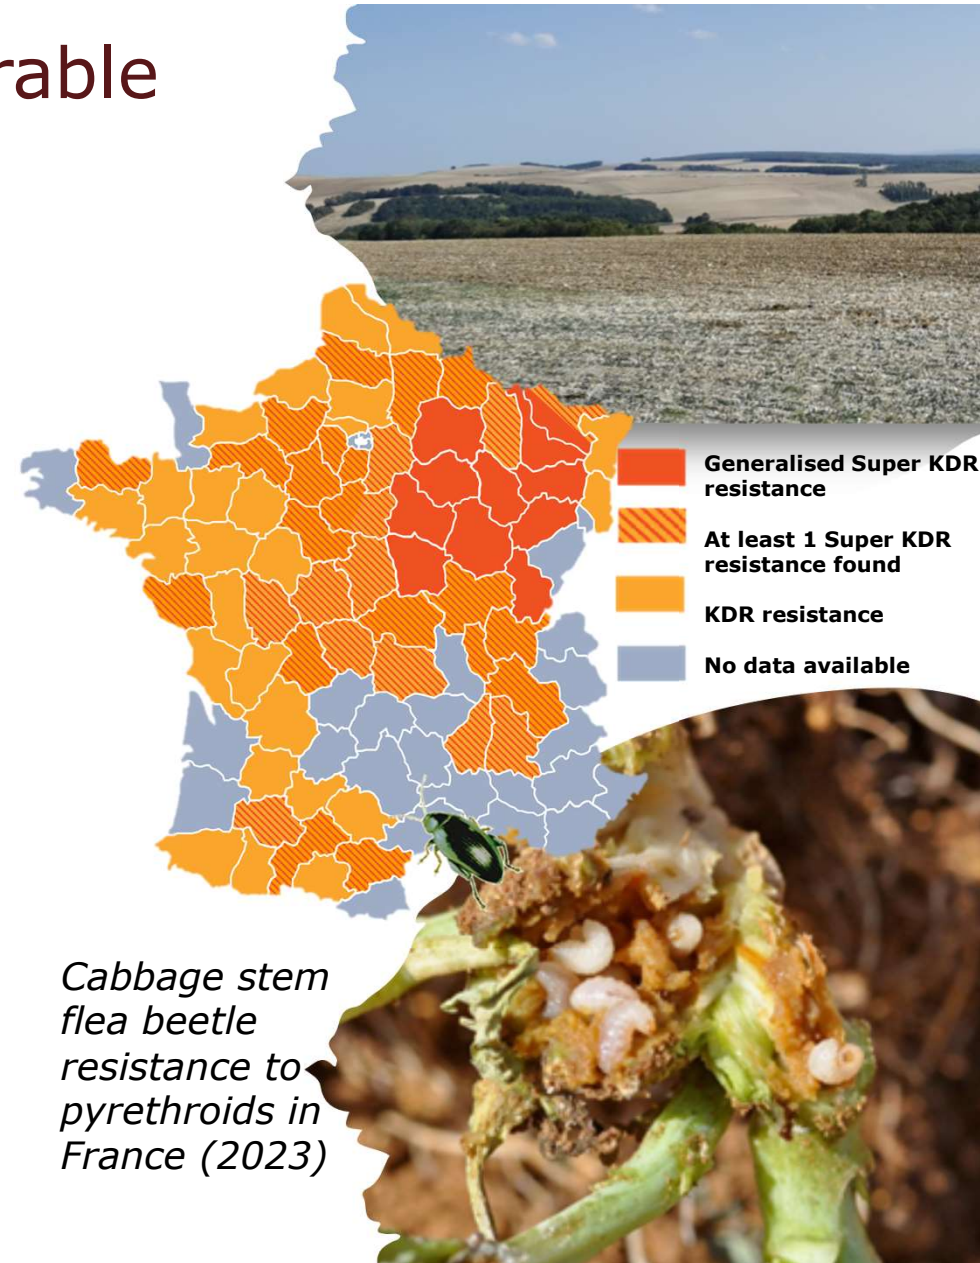 rable
Generalised Super KDR
resistance
At least 1 Super KDR
resistance found
KDR resistance
No data available
Cabbage stem
flea beetle
resistance to
pyrethroids in
France (2023)